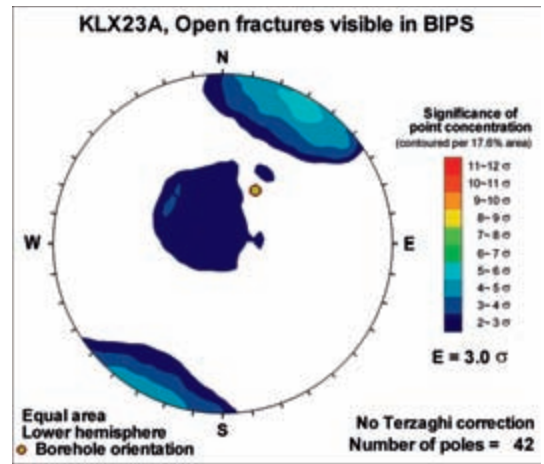 KLX23A, Open fractures visible in BIPS
N
Significance of
point concentration
(contoured per 17.6% area)
11~12 σ
10~11 σ
9~10 σ
8~9 σ
7~8 σ
6~7 σ
5~6 σ
4~5 σ
3~4 σ
2~3 σ
W
E
E = 3.0 σ
Equal area
Lower hemisphere
Borehole orientation
S
No Terzaghi correction
Number of poles = 42